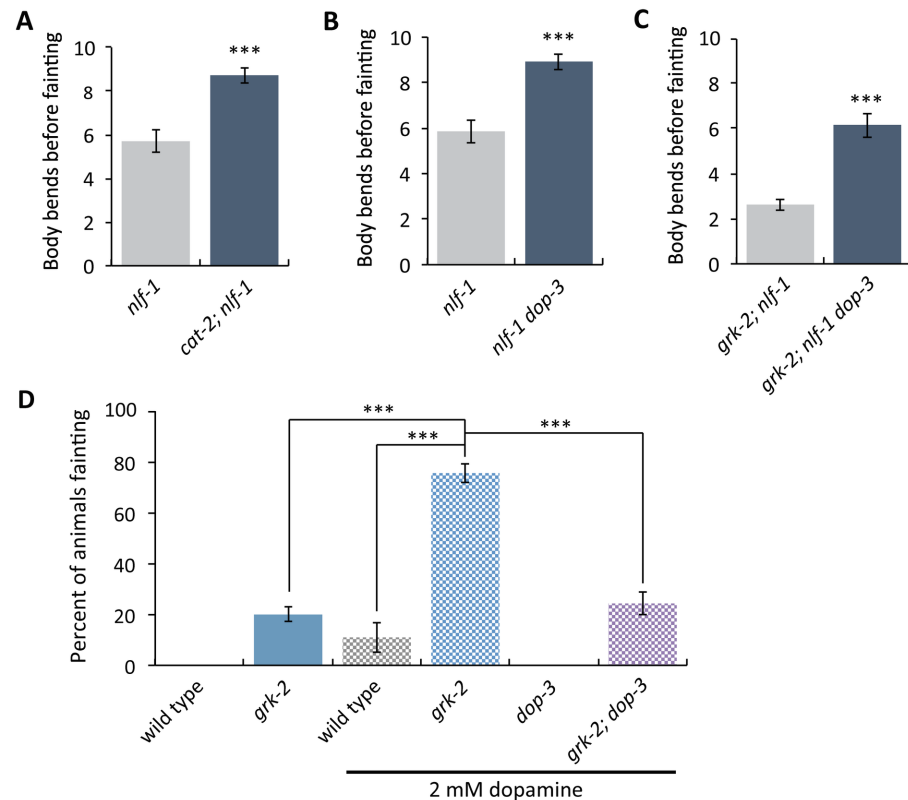 A
Body bends before fainting
10
8
6
4
2
0
***
nlf-1
cat-2; nlf-1
B
Body bends before fainting
10
8
6
4
2
0
***
nlf-1
nlf-1 dop-3
C
Body bends before fainting
10
8
6
4
2
0
***
grk-2; nlf-1
grk-2; nlf-1 dop-3
D
Percent of animals fainting
100
80
60
40
20
0
***
***
***
wild type
grk-2
wild type
grk-2
dop-3
grk-2; dop-3
2 mM dopamine